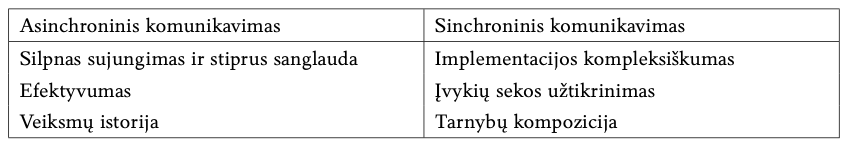 Asinchroninis komunikavimas Sinchroninis komunikavimas
Silpnas sujungimas ir stiprus sanglauda Implementacijos kompleksiškumas
Efektyvumas Įvykių sekos užtikrinimas
Veiksmų istorija Tarnybų kompozicija